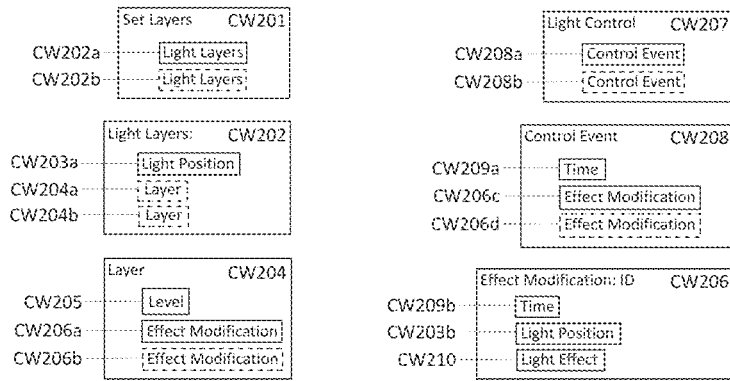 Set Layers CW201
CW202a Light Layers
CW202b Light Layers
Light Layers: CW202
CW203a Light Position
CW204a Layer
CW204b Layer
Layer CW204
CW205 Level
CW206a Effect Modification
CW206b Effect Modification
Light Control CW207
CW208a Control Event
CW208b Control Event
Control Event CW208
CW209a Time
CW206c Effect Modification
CW206d Effect Modification
Effect Modification: ID CW206
CW209b Time
CW203b Light Position
CW210 Light Effect